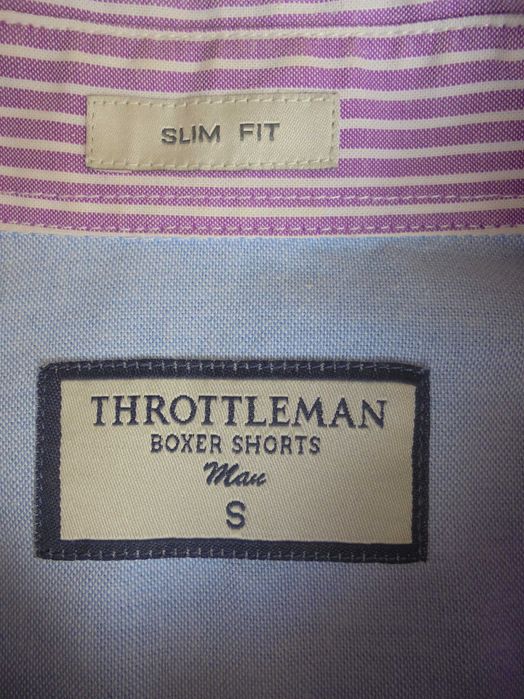 SLIM FIT
THROTTLEMAN
BOXER SHORTS
Man
S